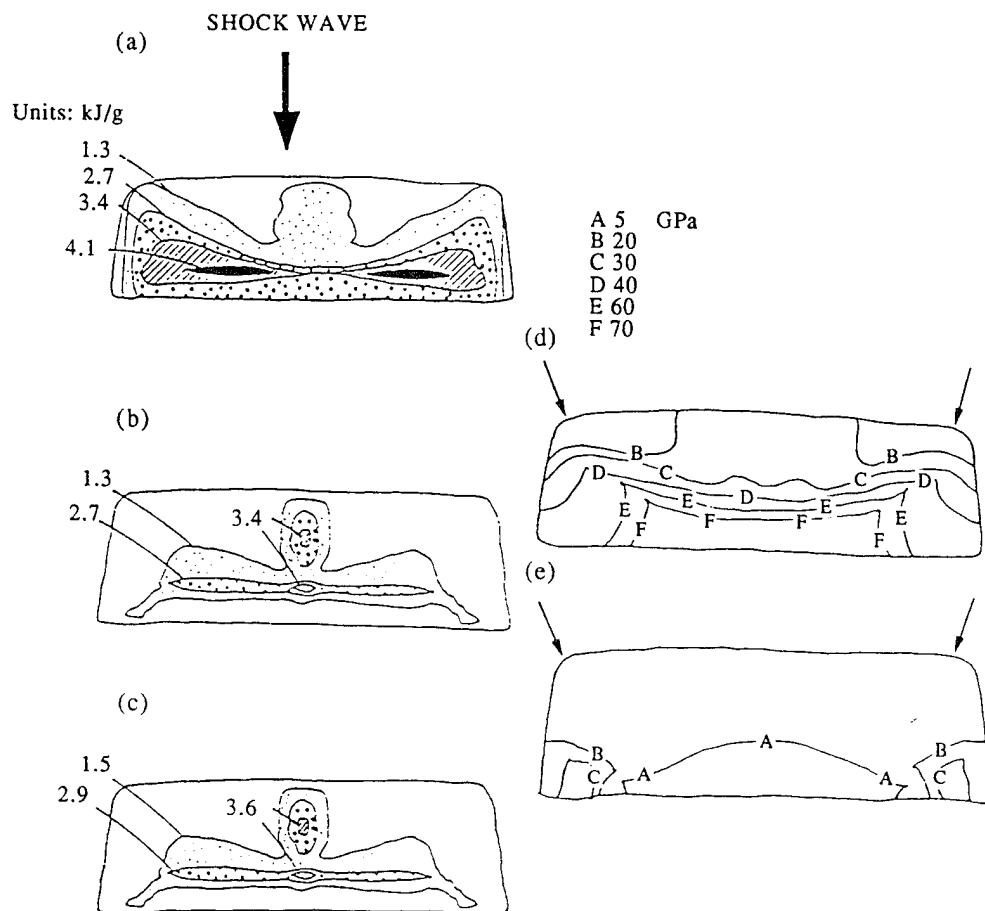 SHOCK WAVE
(a)
Units: kJ/g
1.3
2.7
3.4
4.1
A 5 GPa
B 20
C 30
D 40
E 60
F 70
(b)
1.3
2.7
3.4
(c)
1.5
2.9
3.6
(d)
B B
C C
D D D
E E E E
F F F F
(e)
A
B B
C A A C